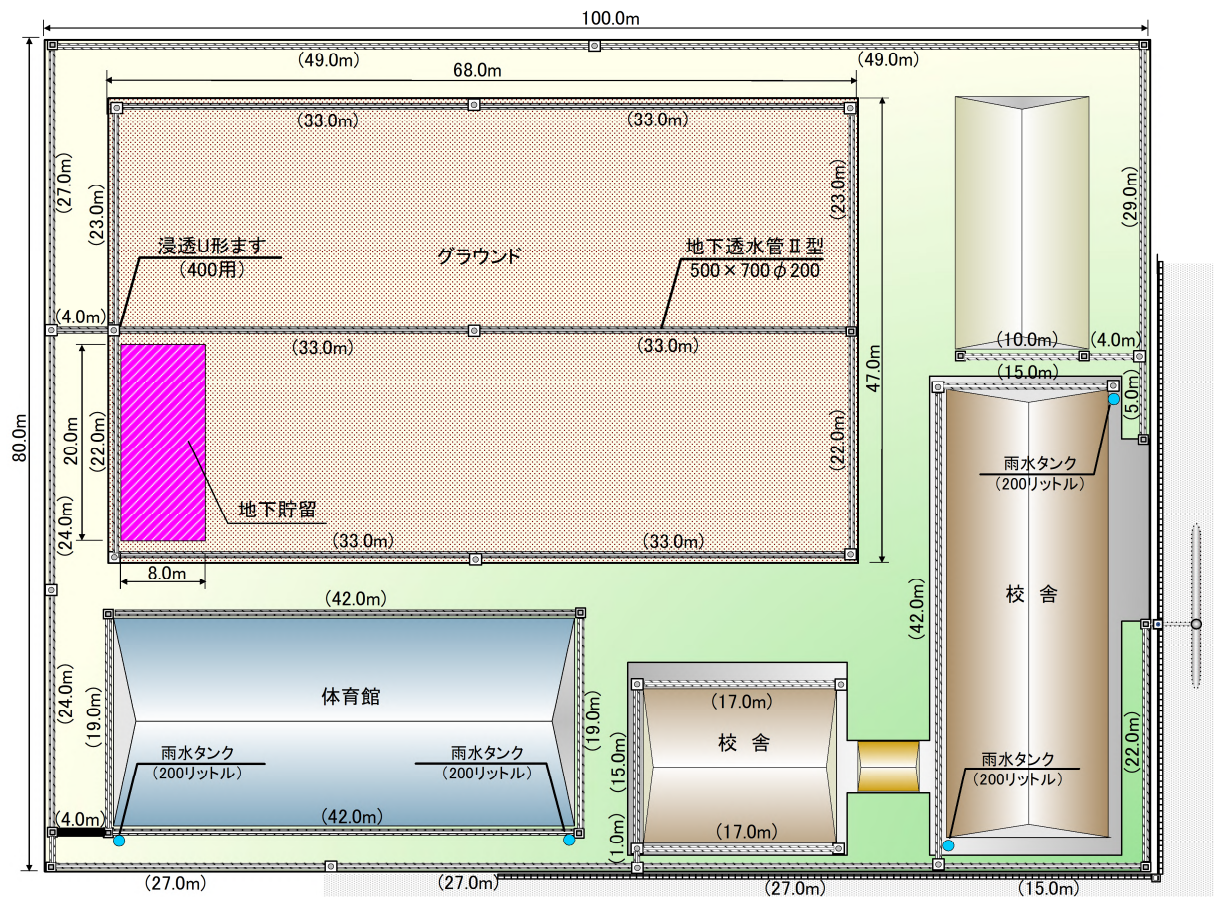 100.0m
(49.0m)
(49.0m)
68.0m
(33.0m)
(33.0m)
(27.0m)
(23.0m)
(23.0m)
(29.0m)
浸透U形ます
(400用)
グラウンド
地下透水管Ⅱ型
500×700φ200
(4.0m)
(33.0m)
(33.0m)
(10.0m)
(4.0m)
47.0m
(15.0m)
(5.0m)
80.0m
20.0m
(22.0m)
(22.0m)
雨水タンク
(200リットル)
地下貯留
(24.0m)
(33.0m)
(33.0m)
8.0m
(42.0m)
(42.0m)
校 舎
体育館
(24.0m)
(19.0m)
(19.0m)
(17.0m)
校 舎
(15.0m)
(22.0m)
雨水タンク
(200リットル)
雨水タンク
(200リットル)
雨水タンク
(200リットル)
(4.0m)
(42.0m)
(17.0m)
(1.0m)
(27.0m)
(27.0m)
(27.0m)
(15.0m)